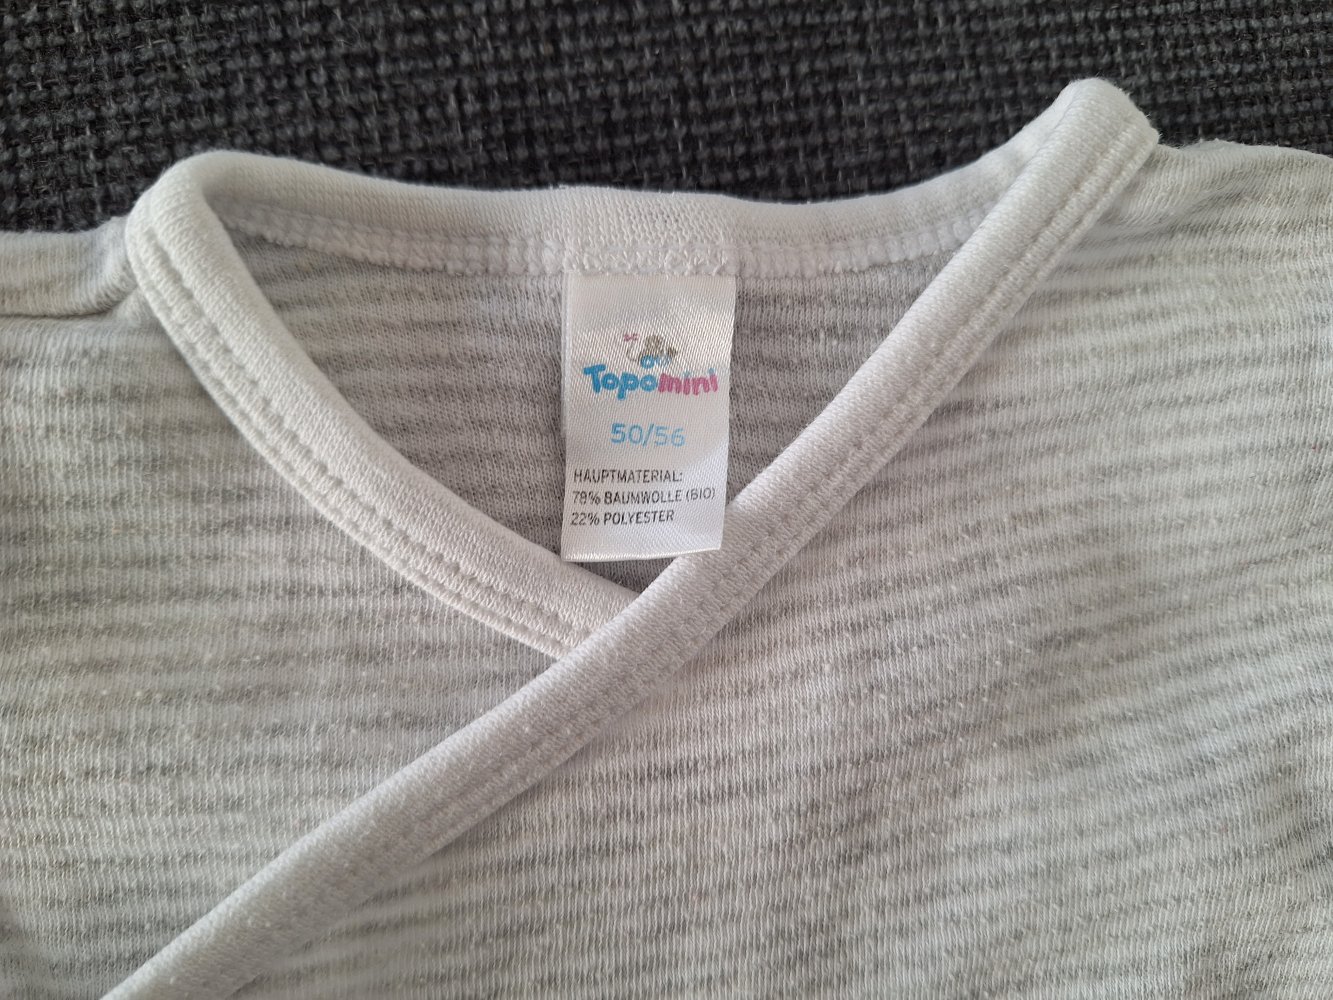 Topomini
50/56
HAUPTMATERIAL:
78% BAUMWOLLE (BIO)
22% POLYESTER